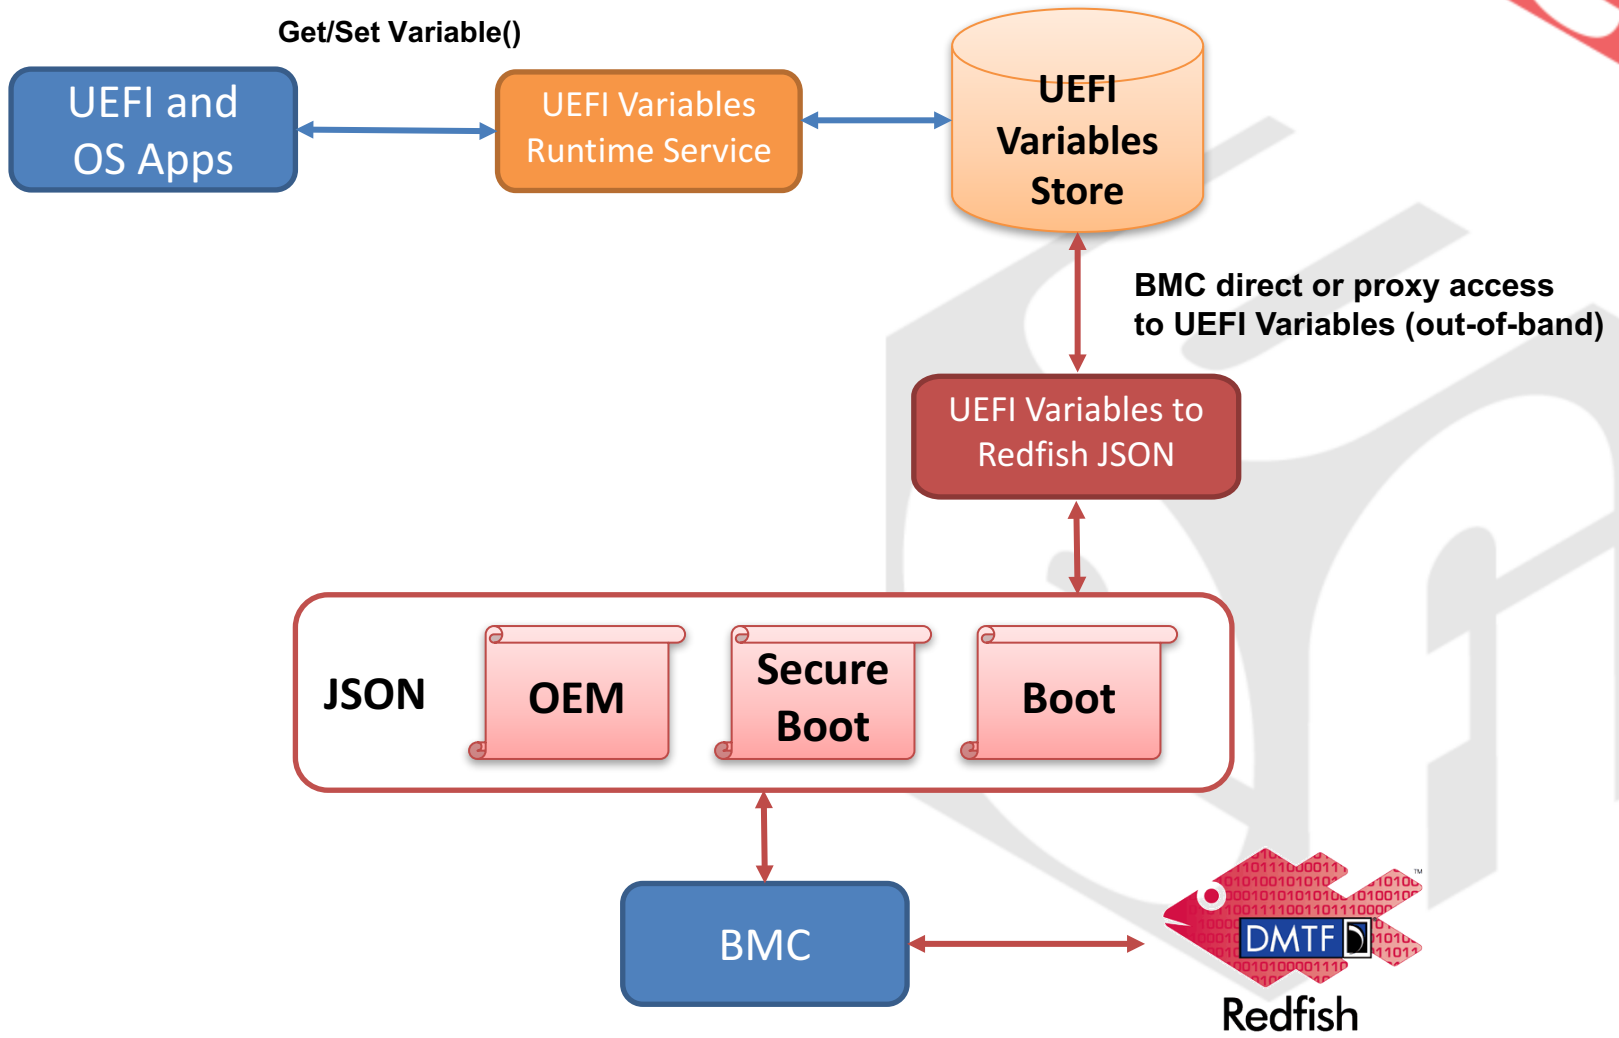 Get/Set Variable()
UEFI and
OS Apps
UEFI Variables
Runtime Service
UEFI
Variables
Store
BMC direct or proxy access
to UEFI Variables (out-of-band)
UEFI Variables to
Redfish JSON
JSON
OEM
Secure
Boot
Boot
BMC
DMTF
TM
Redfish